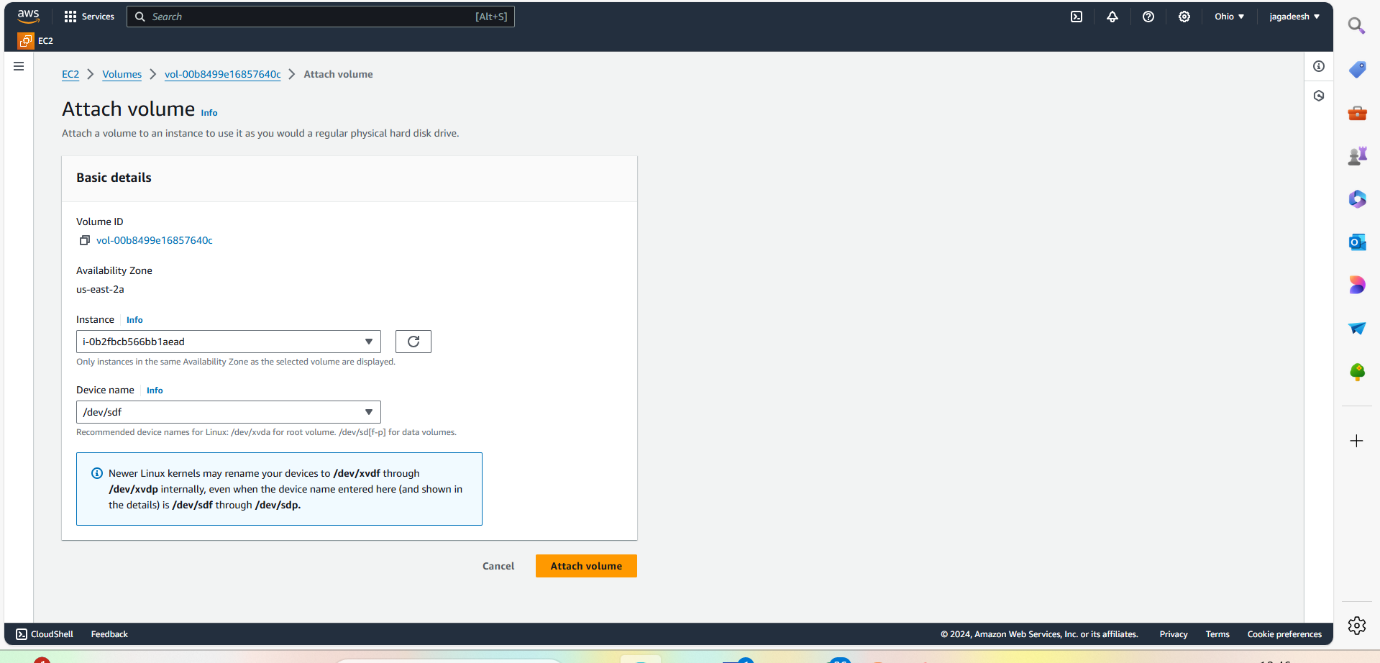 aws
Services
Search
[Alt+S]
Ohio
jagadeesh
EC2
EC2 > Volumes > vol-00b8499e16857640c > Attach volume
Attach volume Info
Attach a volume to an instance to use it as you would a regular physical hard disk drive.
Basic details
Volume ID
vol-00b8499e16857640c
Availability Zone
us-east-2a
Instance Info
i-0b2fbcb566bb1aead
Only instances in the same Availability Zone as the selected volume are displayed.
Device name Info
/dev/sdf
Recommended device names for Linux: /dev/xvda for root volume. /dev/sd[f-p] for data volumes.
Newer Linux kernels may rename your devices to /dev/xvdf through
/dev/xvdp internally, even when the device name entered here (and shown in
the details) is /dev/sdf through /dev/sdp.
Cancel
Attach volume
CloudShell
Feedback
© 2024, Amazon Web Services, Inc. or its affiliates.
Privacy
Terms
Cookie preferences